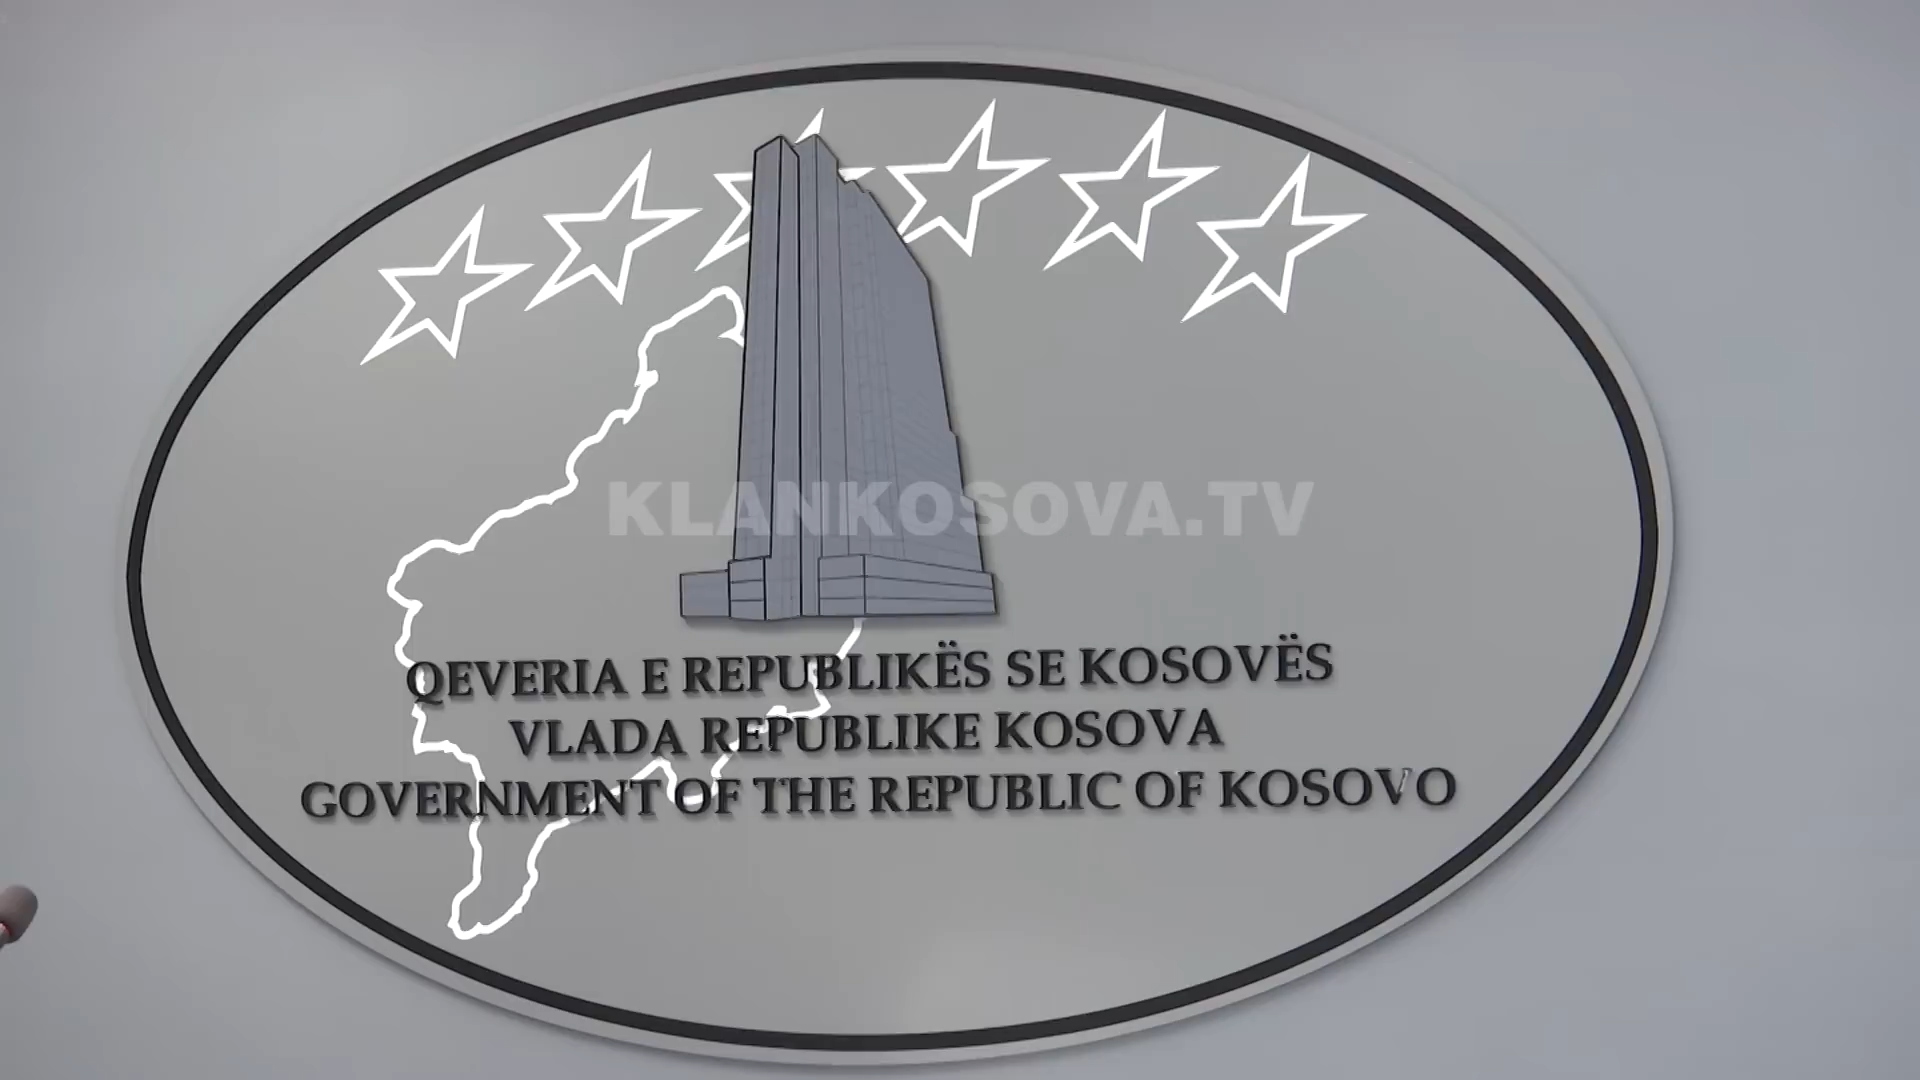 KLANKOSOVA.TV
QEVERIA E REPUBLIKËS SE KOSOVËS
VLADA REPUBLIKE KOSOVA
GOVERNMENT OF THE REPUBLIC OF KOSOVO